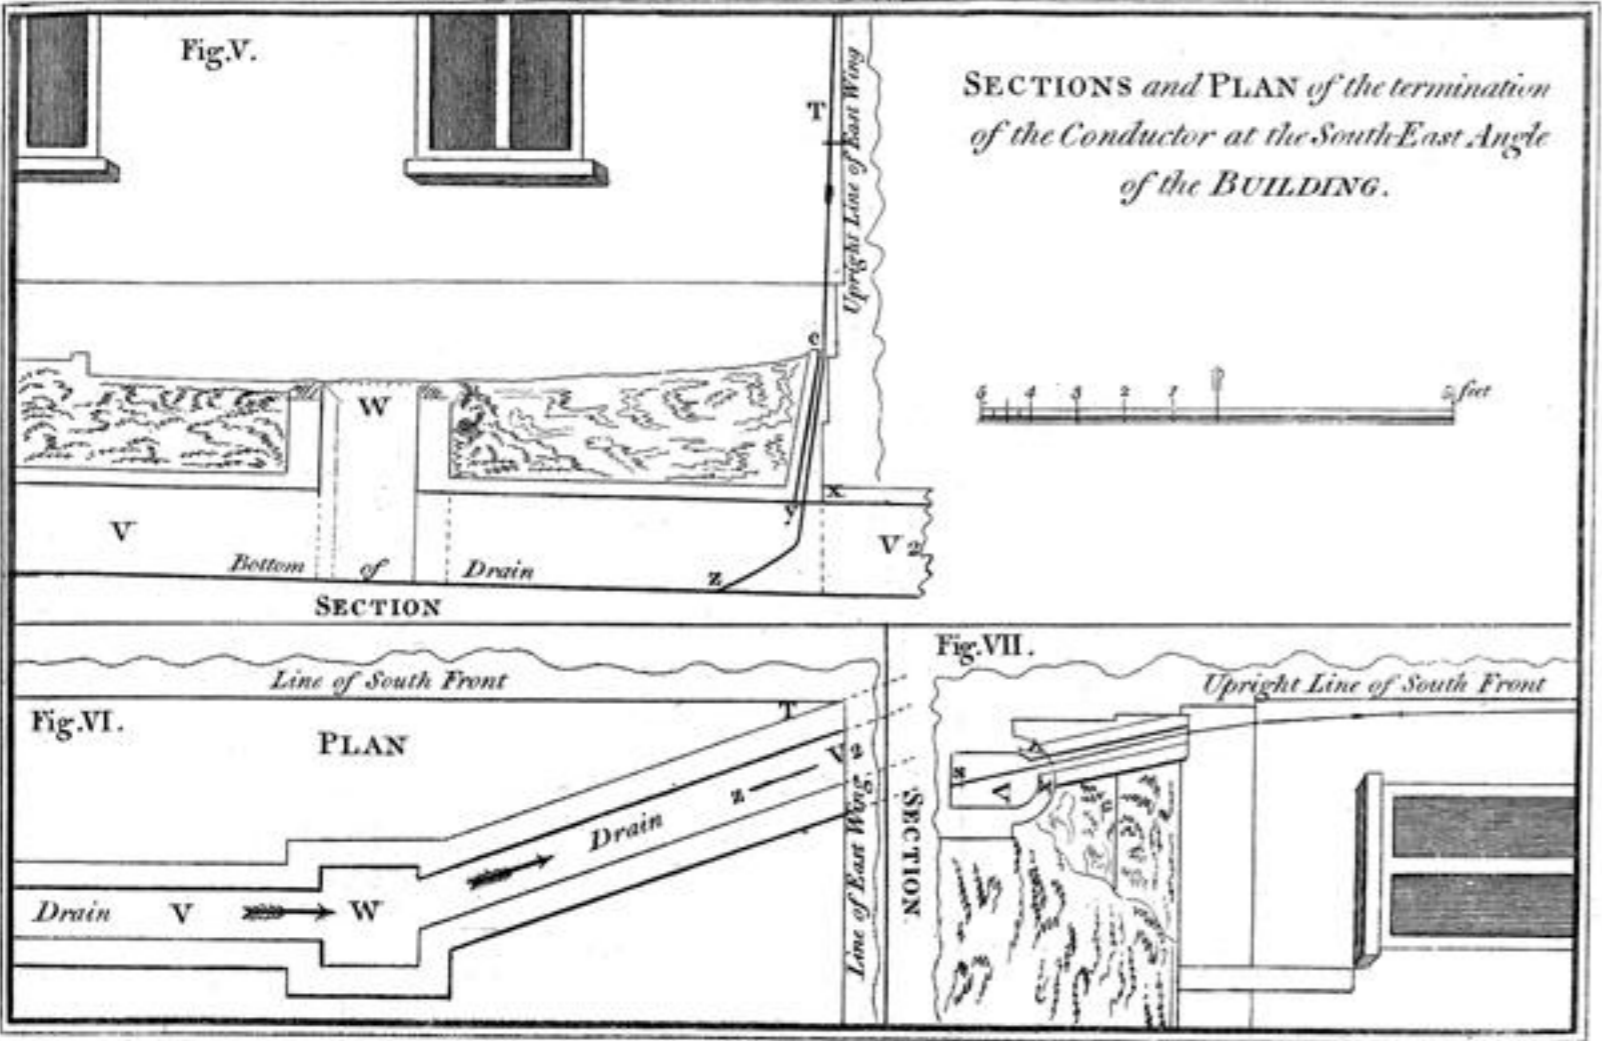 Fig.V.
SECTIONS and PLAN of the termination
of the Conductor at the South-East Angle
of the BUILDING.
T
Upright Line of East Wing
e
W
5 4 3 2 1 0 5 feet
x
y
V
V 2
z
Bottom of Drain
SECTION
Line of South Front
Fig.VI.
PLAN
T
V 2
z
Drain
Drain V W
Line of East Wing.
Fig.VII.
Upright Line of South Front
SECTION
z
V
y
x